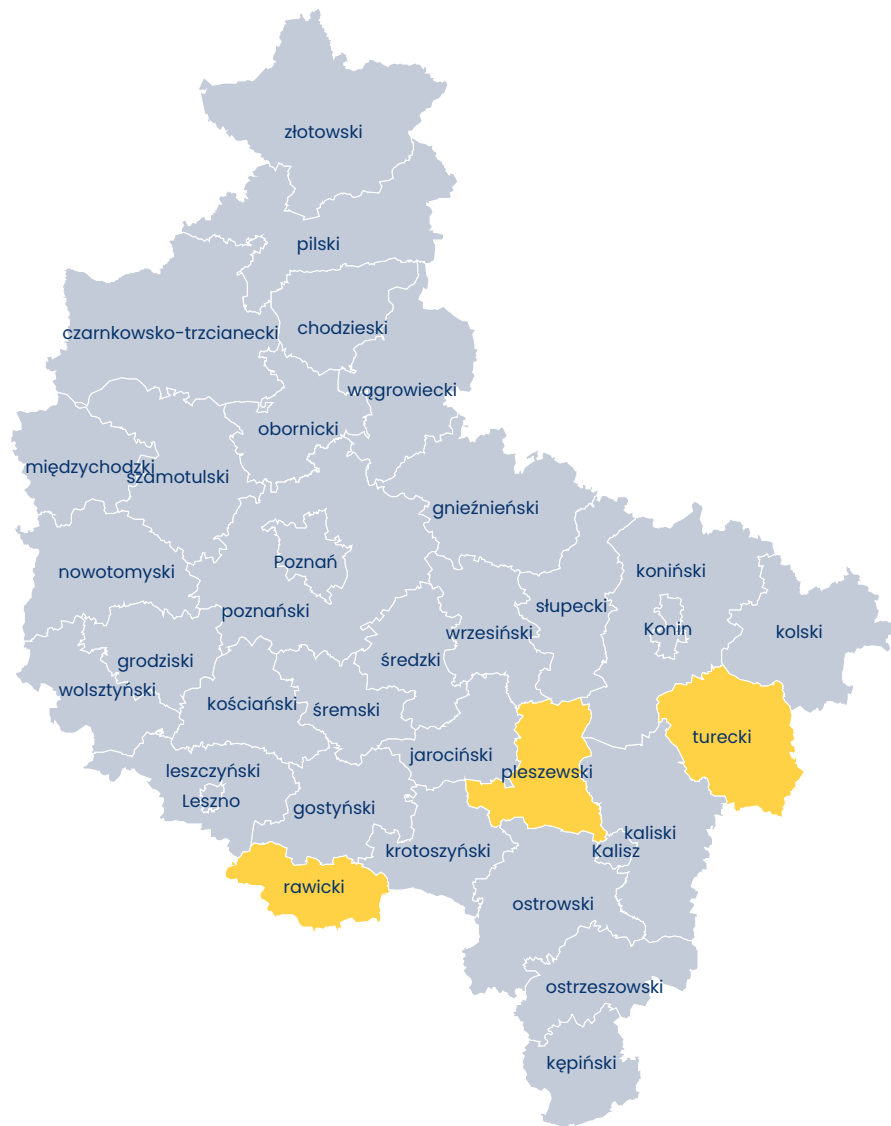 złotowski
pilski
chodzieski
czarnkowsko-trzcianecki
wągrowiecki
obornicki
międzychodzki
szamotulski
gnieźnieński
Poznań
nowotomyski
koniński
poznański
słupecki
wrzesiński
Konin
kolski
średzki
grodziski
wolsztyński
kościański
śremski
turecki
jarociński
leszczyński
pleszewski
Leszno
gostyński
kaliski
krotoszyński
Kalisz
rawicki
ostrowski
ostrzeszowski
kępiński